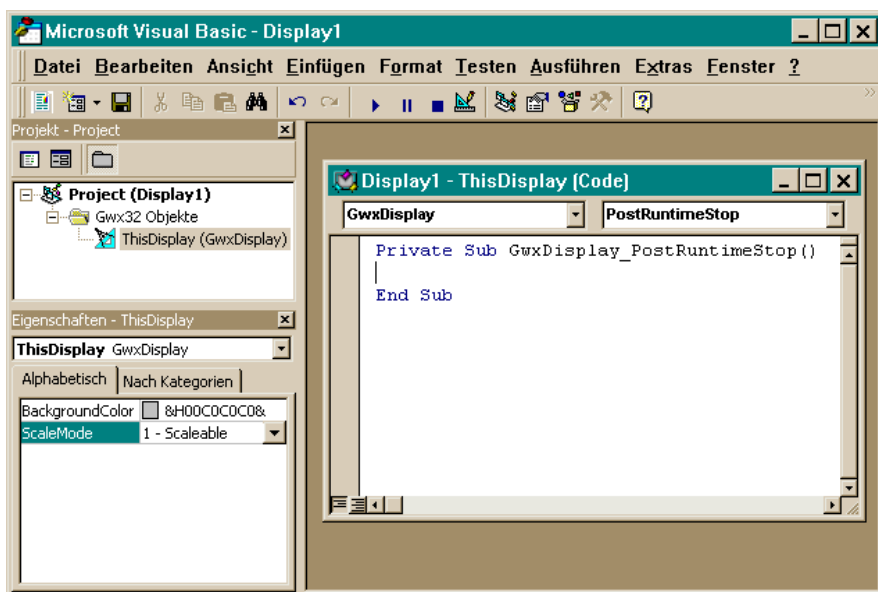 Microsoft Visual Basic - Display1
Datei Bearbeiten Ansicht Einfügen Format Testen Ausführen Extras Fenster ?
Projekt - Project
Project (Display1)
Gwx32 Objekte
ThisDisplay (GwxDisplay)
Eigenschaften - ThisDisplay
ThisDisplay GwxDisplay
Alphabetisch Nach Kategorien
BackgroundColor &H00C0C0C0&
ScaleMode 1 - Scaleable
Display1 - ThisDisplay (Code)
GwxDisplay PostRuntimeStop
Private Sub GwxDisplay_PostRuntimeStop()
End Sub